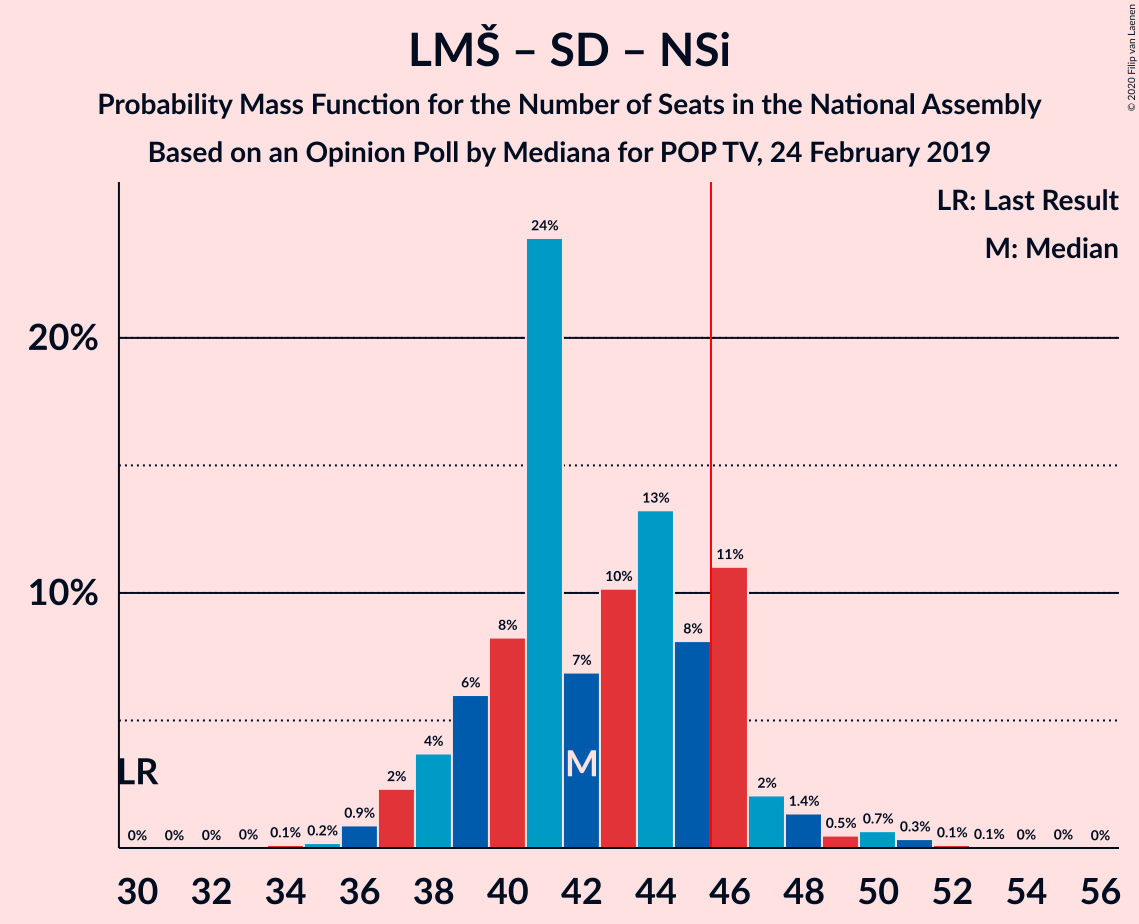 © 2020 Filip van Laenen
LMŠ – SD – NSi
Probability Mass Function for the Number of Seats in the National Assembly
Based on an Opinion Poll by Mediana for POP TV, 24 February 2019
LR: Last Result
M: Median
24%
20%
13%
11%
10%
10%
8%
8%
7%
6%
4%
M
LR
2%
2%
1.4%
0.9%
0% 0% 0% 0% 0.1% 0.2% 0.5% 0.7% 0.3% 0.1% 0.1% 0% 0% 0%
30 32 34 36 38 40 42 44 46 48 50 52 54 56